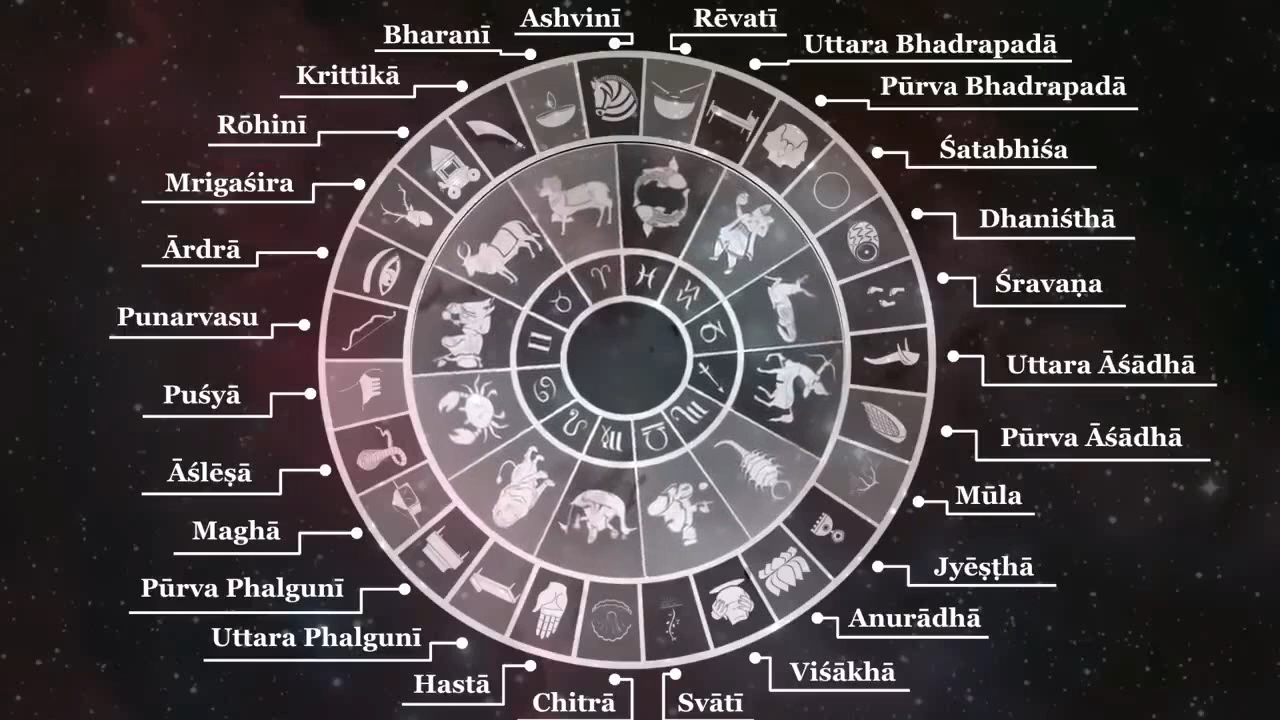 Ashvinī
Rēvatī
Bharanī
Uttara Bhadrapadā
Krittikā
Pūrva Bhadrapadā
Rōhinī
Śatabhiśa
Mrigaśira
Dhaniśthā
Ārdrā
Śravaṇa
Punarvasu
Uttara Āśādhā
Puśyā
Pūrva Āśādhā
Āślēṣā
Mūla
Maghā
Jyēṣṭhā
Pūrva Phalgunī
Anurādhā
Uttara Phalgunī
Viśākhā
Hastā
Chitrā
Svātī